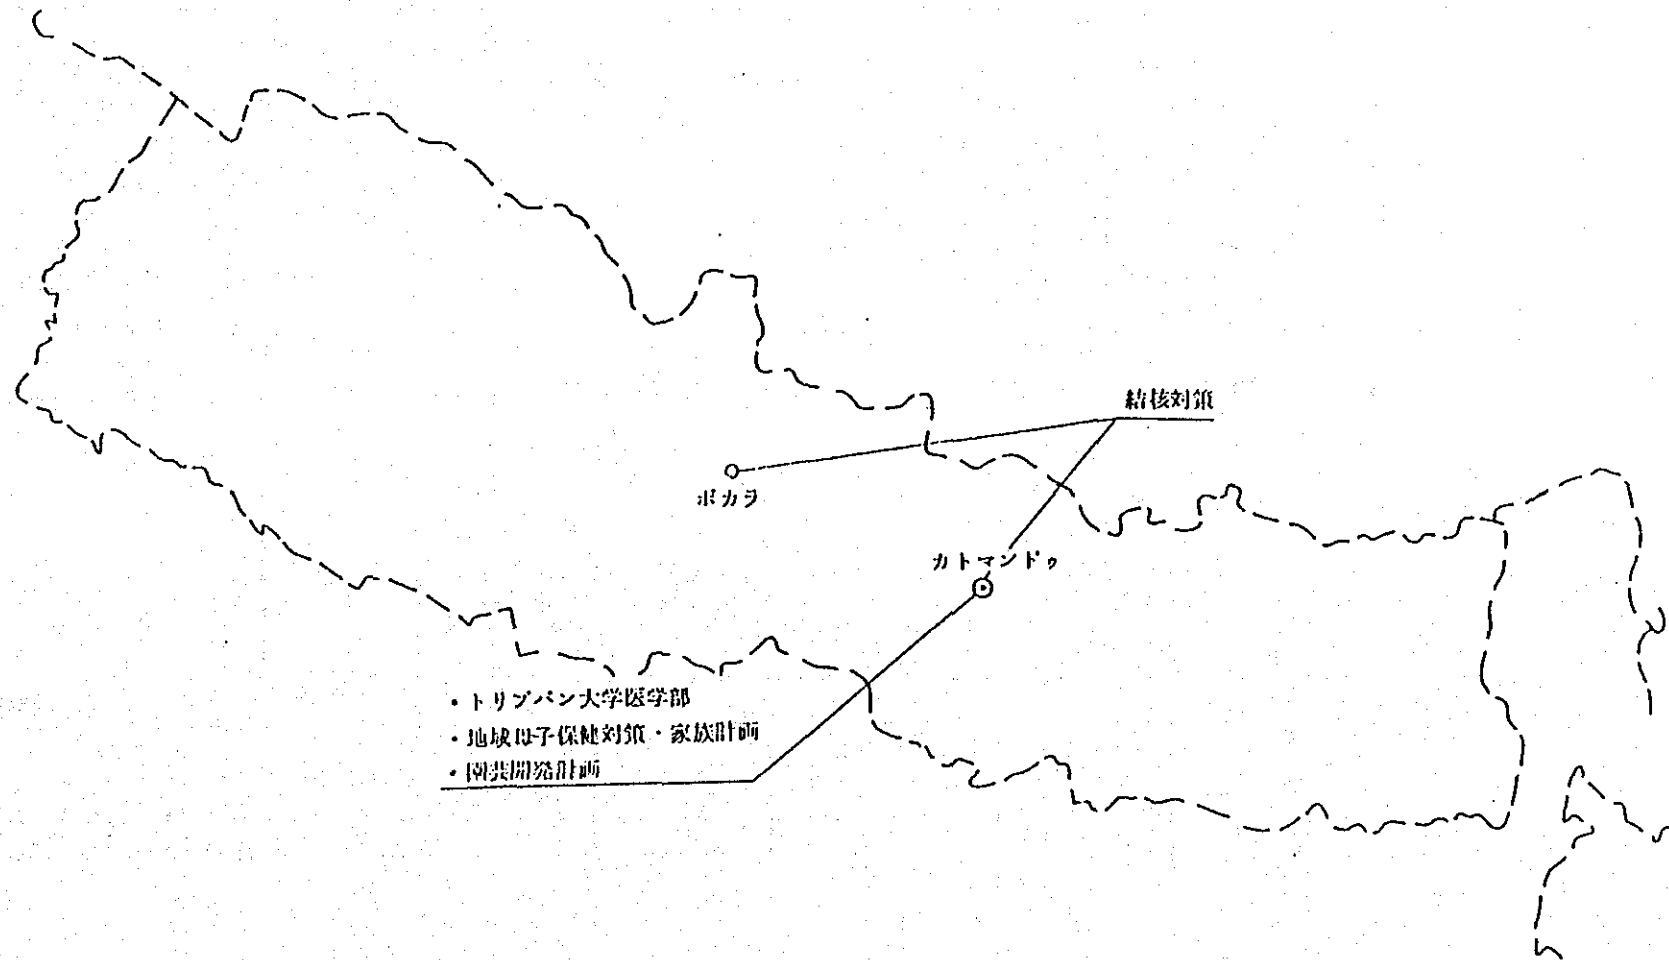 結核対策
ポカラ
カトマンドゥ
・トリブバン大学医学部
・地域母子保健対策・家族計画
・園芸開発計画